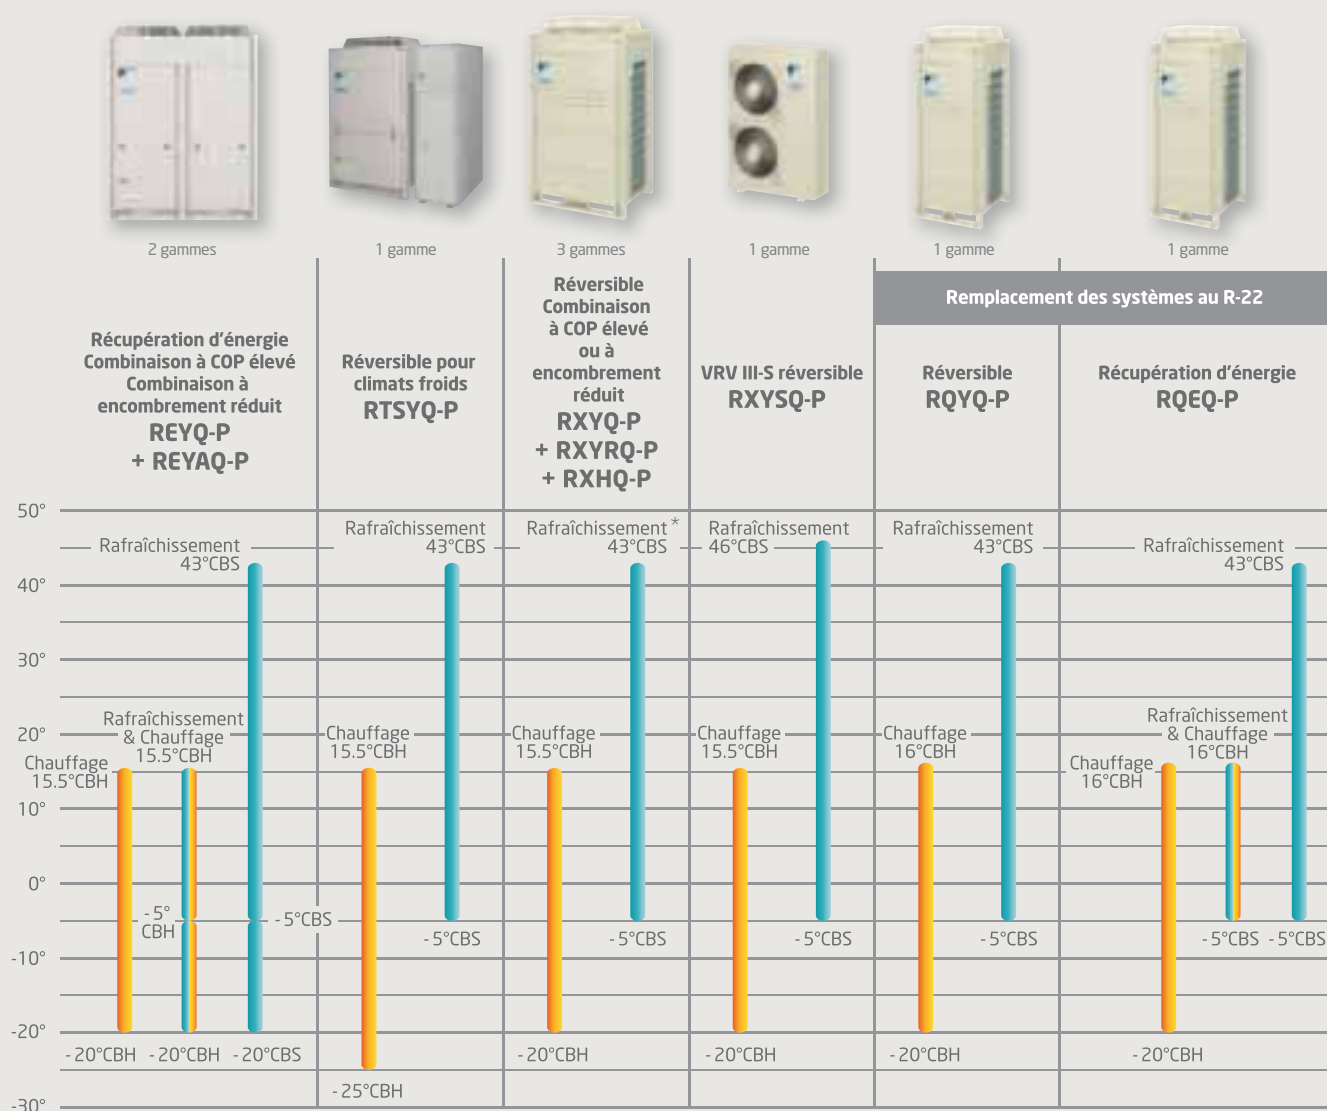 2 gammes
1 gamme
3 gammes
1 gamme
1 gamme
1 gamme
Remplacement des systèmes au R-22
Récupération d'énergie
Combinaison à COP élevé
Combinaison à
encombrement réduit
REYQ-P
+ REYAQ-P
Réversible pour
climats froids
RTSYQ-P
Réversible
Combinaison
à COP élevé
ou à
encombrement
réduit
RXYQ-P
+ RXYRQ-P
+ RXHQ-P
VRV III-S réversible
RXYSQ-P
Réversible
RQYQ-P
Récupération d'énergie
RQEQ-P
50°
40°
30°
20°
10°
0°
-10°
-20°
-30°
Rafraîchissement
43°CBS
Rafraîchissement
& Chauffage
15.5°CBH
Chauffage
15.5°CBH
- 5°
CBH
- 5°CBS
- 20°CBH
- 20°CBH
- 20°CBS
Rafraîchissement
43°CBS
Chauffage
15.5°CBH
- 5°CBS
- 25°CBH
Rafraîchissement *
43°CBS
Chauffage
15.5°CBH
- 5°CBS
- 20°CBH
Rafraîchissement
46°CBS
Chauffage
15.5°CBH
- 5°CBS
- 20°CBH
Rafraîchissement
43°CBS
Chauffage
16°CBH
- 5°CBS
- 20°CBH
Rafraîchissement
43°CBS
Rafraîchissement
& Chauffage
16°CBH
Chauffage
16°CBH
- 5°CBS
- 5°CBS
- 20°CBH